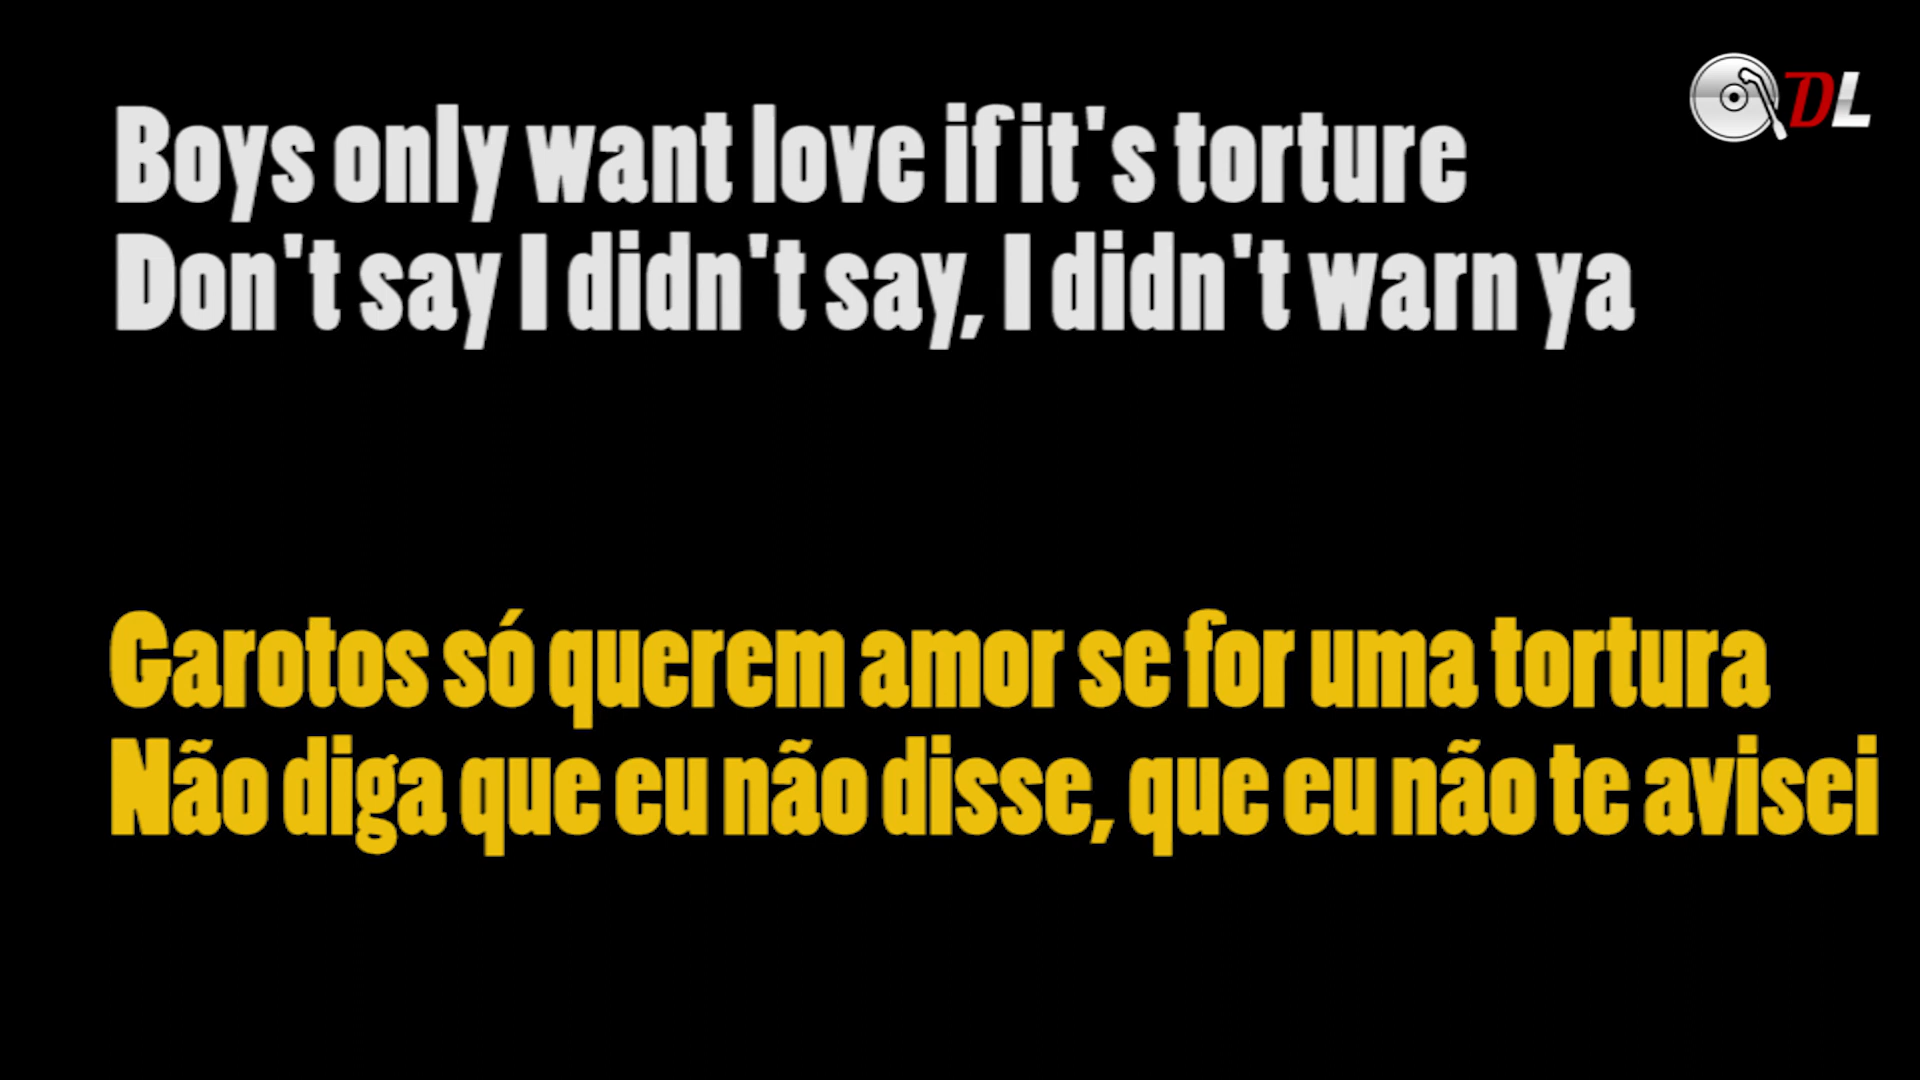 DL
Boys only want love if it's torture
Don't say I didn't say, I didn't warn ya
Garotos só querem amor se for uma tortura
Não diga que eu não disse, que eu não te avisei